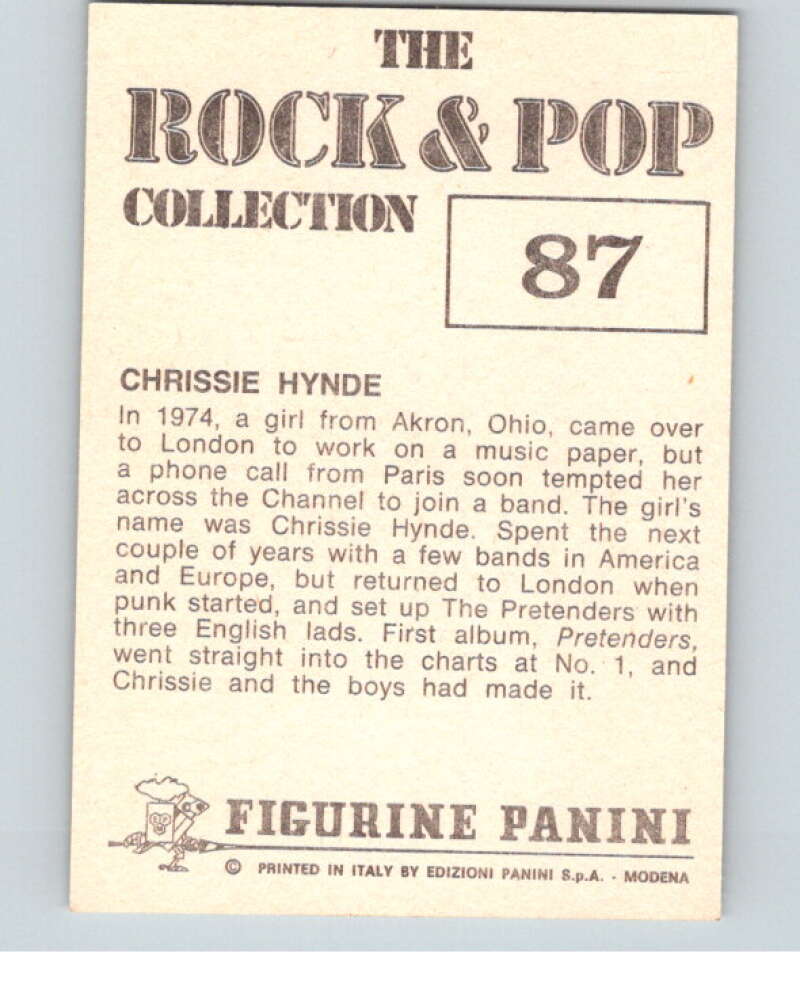 THE
ROCK & POP
COLLECTION
87
CHRISSIE HYNDE
In 1974, a girl from Akron, Ohio, came over
to London to work on a music paper, but
a phone call from Paris soon tempted her
across the Channel to join a band. The girl's
name was Chrissie Hynde. Spent the next
couple of years with a few bands in America
and Europe, but returned to London when
punk started, and set up The Pretenders with
three English lads. First album, Pretenders,
went straight into the charts at No. 1, and
Chrissie and the boys had made it.
FIGURINE PANINI
© PRINTED IN ITALY BY EDIZIONI PANINI S.p.A. - MODENA